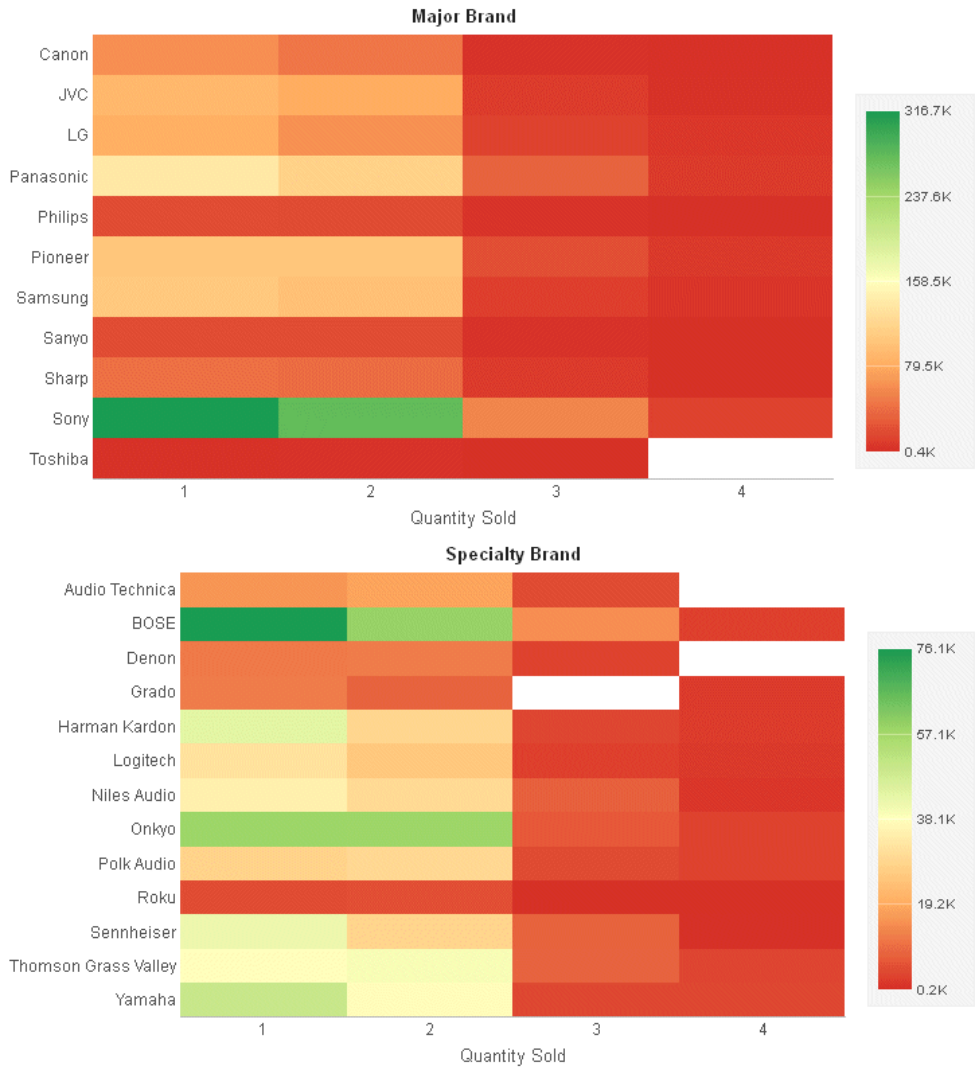 Major Brand
Canon
JVC
LG
Panasonic
Philips
Pioneer
Samsung
Sanyo
Sharp
Sony
Toshiba
1 2 3 4
Quantity Sold
316.7K
237.6K
158.5K
79.5K
0.4K
Specialty Brand
Audio Technica
BOSE
Denon
Grado
Harman Kardon
Logitech
Niles Audio
Onkyo
Polk Audio
Roku
Sennheiser
Thomson Grass Valley
Yamaha
1 2 3 4
Quantity Sold
76.1K
57.1K
38.1K
19.2K
0.2K